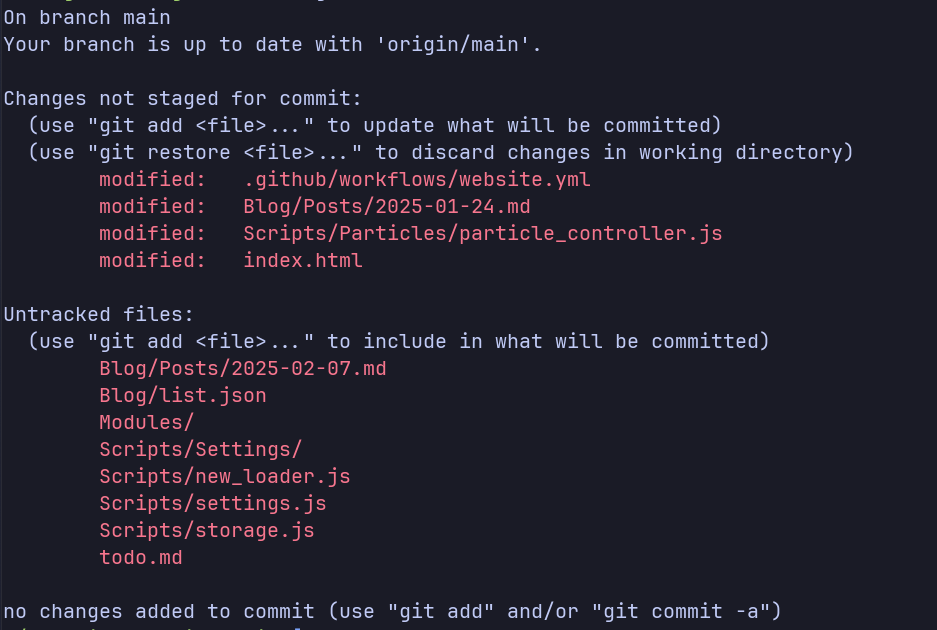 On branch main
Your branch is up to date with 'origin/main'.
Changes not staged for commit:
  (use "git add <file>..." to update what will be committed)
  (use "git restore <file>..." to discard changes in working directory)
        modified:   .github/workflows/website.yml
        modified:   Blog/Posts/2025-01-24.md
        modified:   Scripts/Particles/particle_controller.js
        modified:   index.html
Untracked files:
  (use "git add <file>..." to include in what will be committed)
        Blog/Posts/2025-02-07.md
        Blog/list.json
        Modules/
        Scripts/Settings/
        Scripts/new_loader.js
        Scripts/settings.js
        Scripts/storage.js
        todo.md
no changes added to commit (use "git add" and/or "git commit -a")